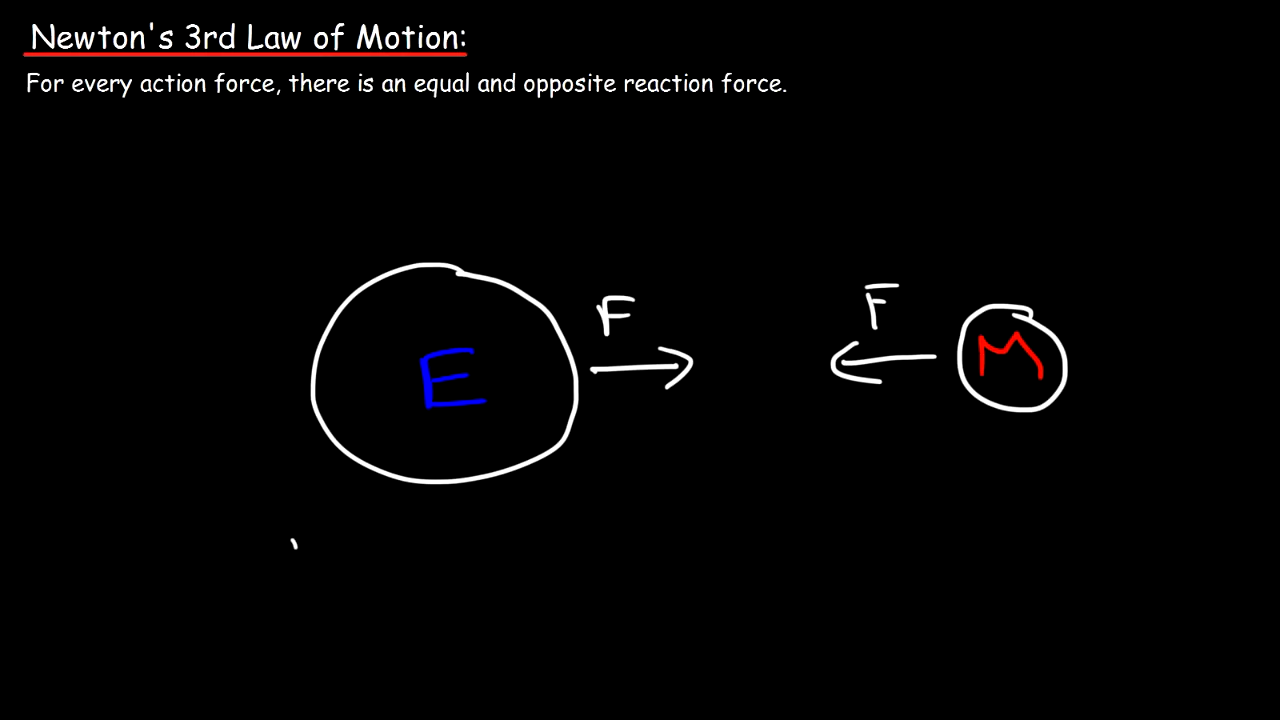 Newton's 3rd Law of Motion:
For every action force, there is an equal and opposite reaction force.
F
F
E
M